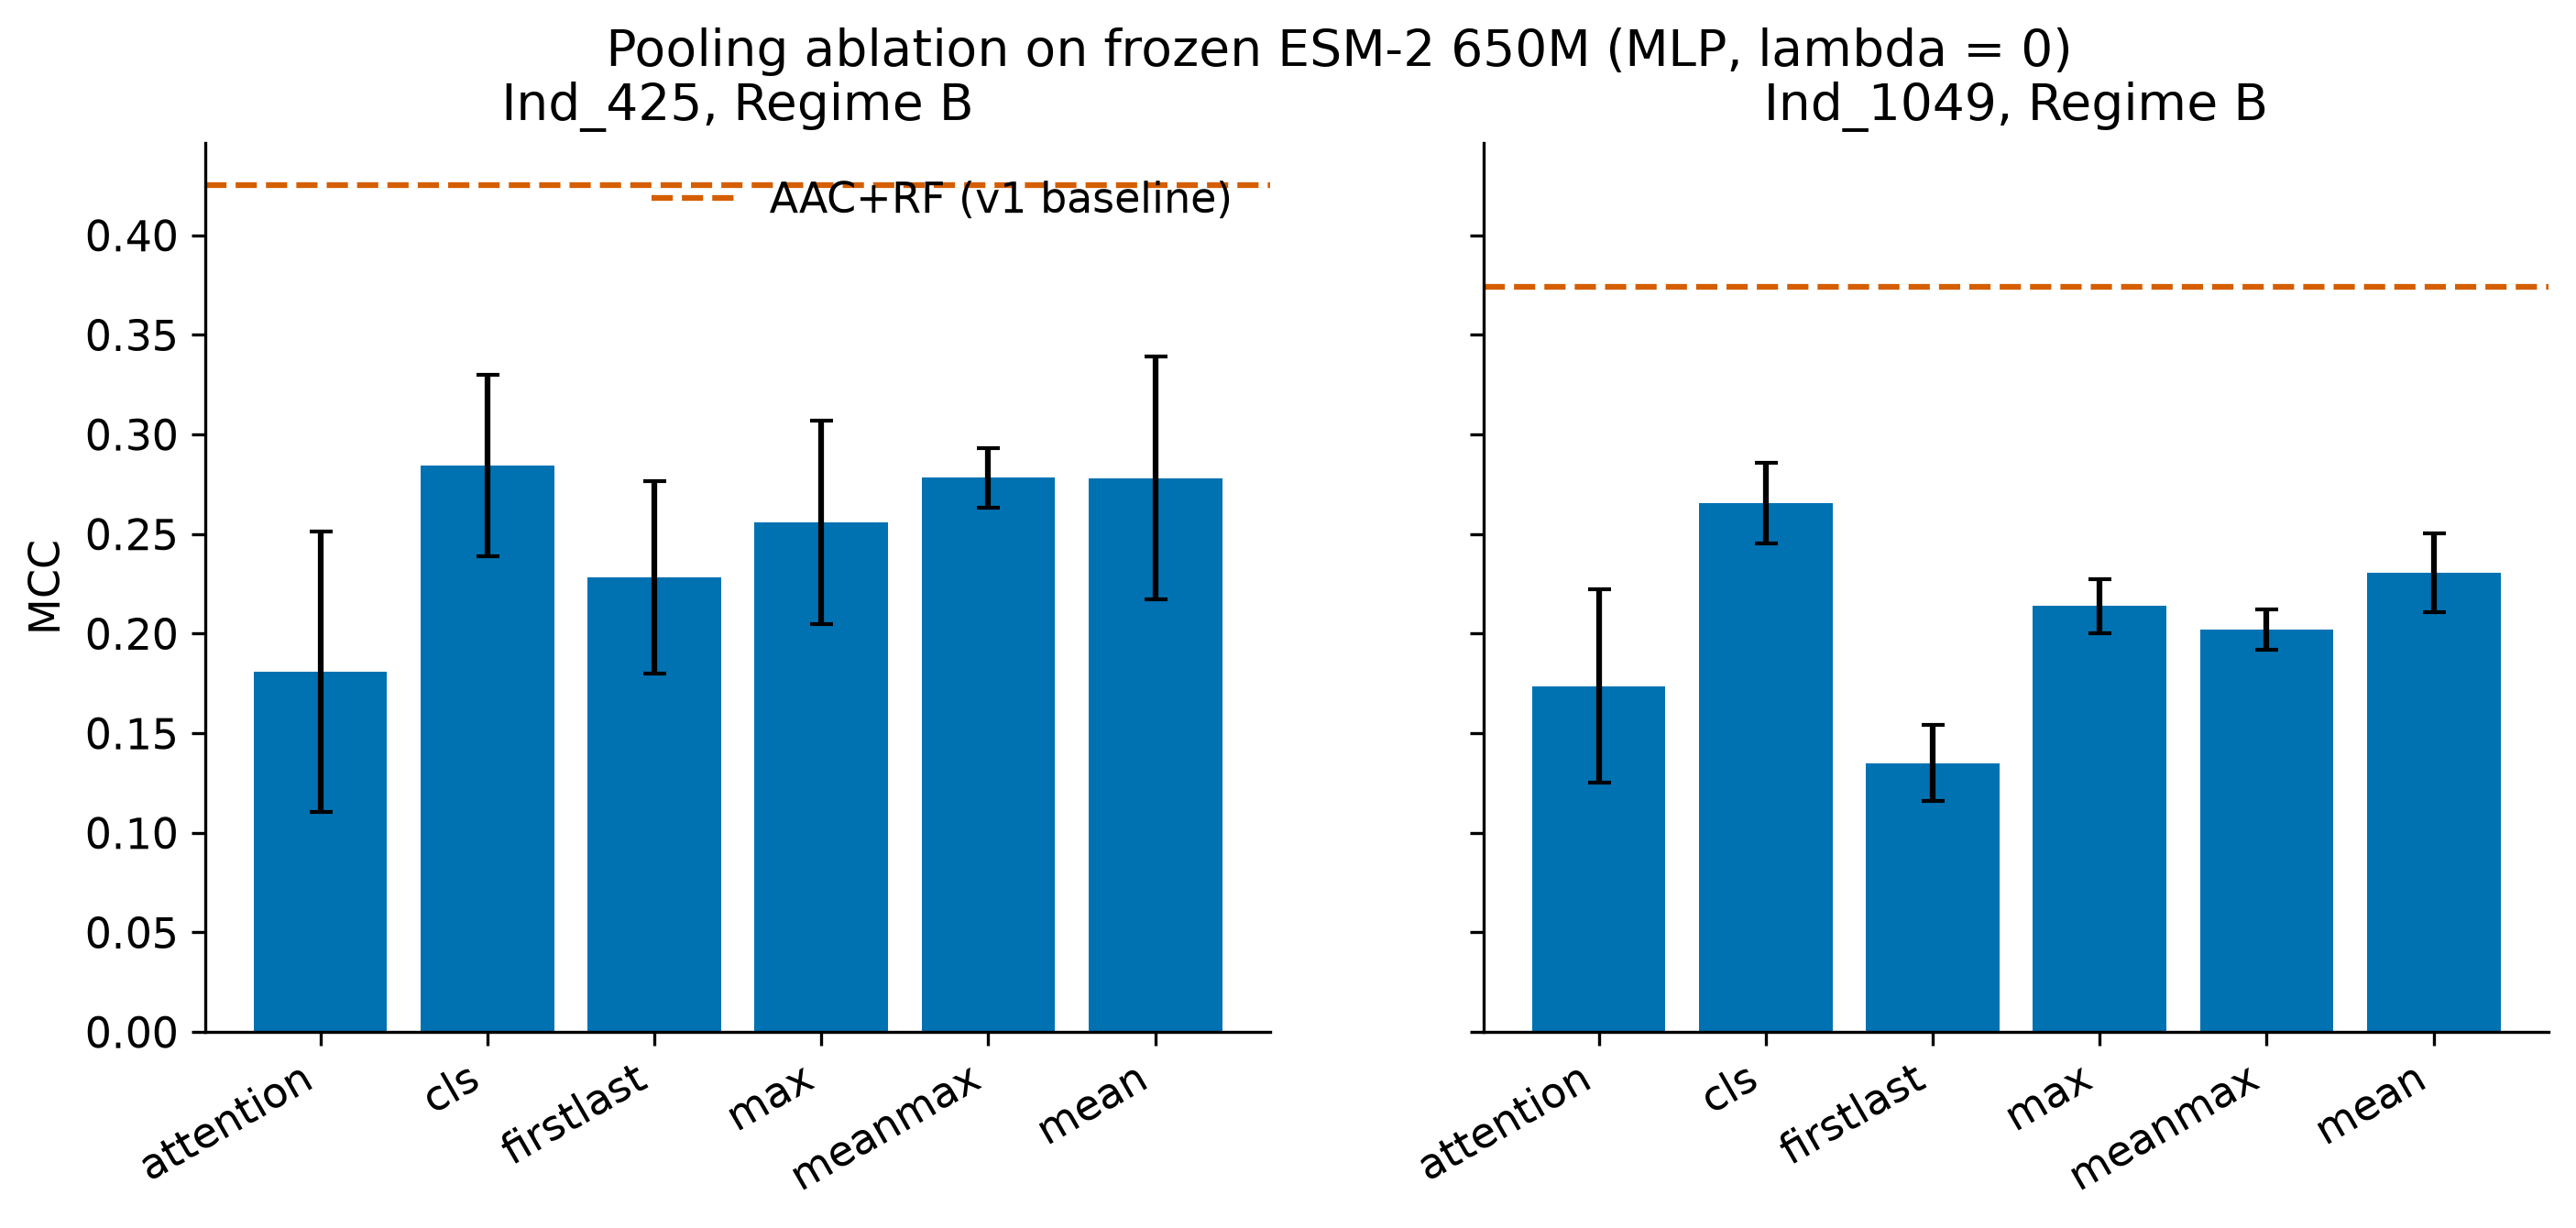 Pooling ablation on frozen ESM-2 650M (MLP, lambda = 0)
Ind_425, Regime B
Ind_1049, Regime B
AAC+RF (v1 baseline)
MCC
0.40
0.35
0.30
0.25
0.20
0.15
0.10
0.05
0.00
attention
cls
firstlast
max
meanmax
mean
attention
cls
firstlast
max
meanmax
mean